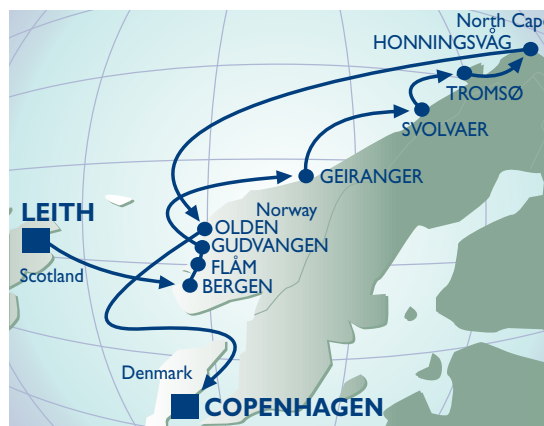 North Cape
HONNINGSVÅG
TROMSØ
SVOLVAER
GEIRANGER
Norway
LEITH
OLDEN
GUDVANGEN
Scotland
FLÅM
BERGEN
Denmark
COPENHAGEN